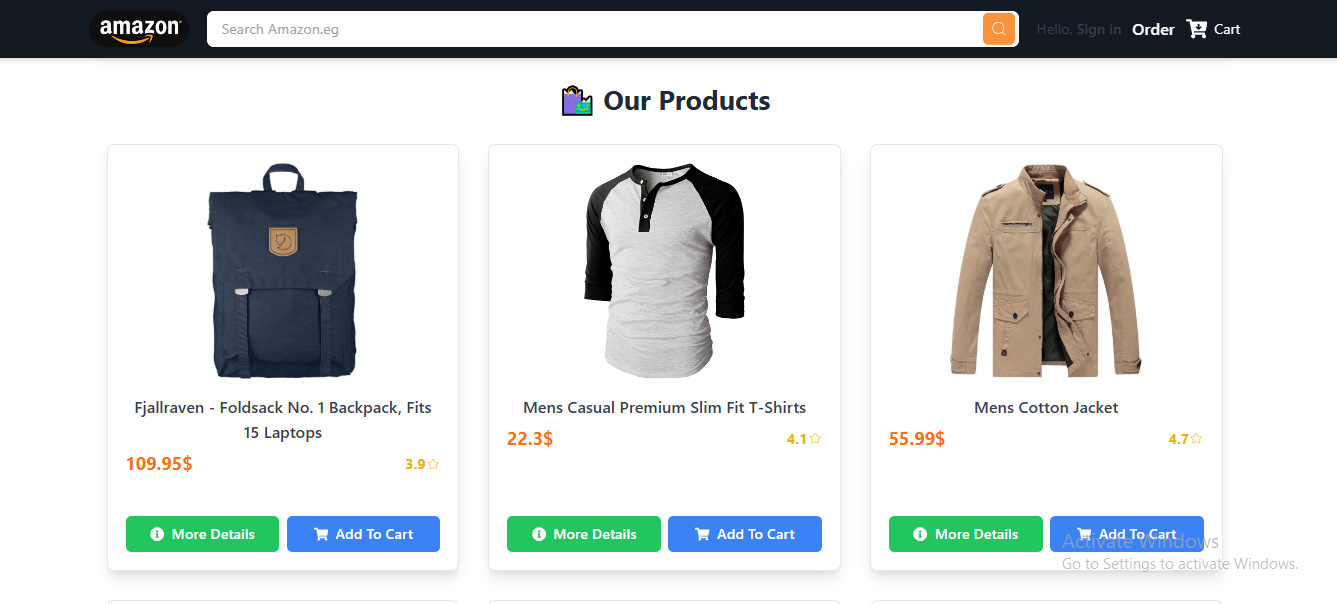 amazon
Search Amazon.eg
Hello, Sign in
Order
Cart
Our Products
Fjallraven - Foldsack No. 1 Backpack, Fits
15 Laptops
109.95$
3.9
More Details
Add To Cart
Mens Casual Premium Slim Fit T-Shirts
22.3$
4.1
More Details
Add To Cart
Mens Cotton Jacket
55.99$
4.7
More Details
Add To Cart
Activate Windows
Go to Settings to activate Windows.